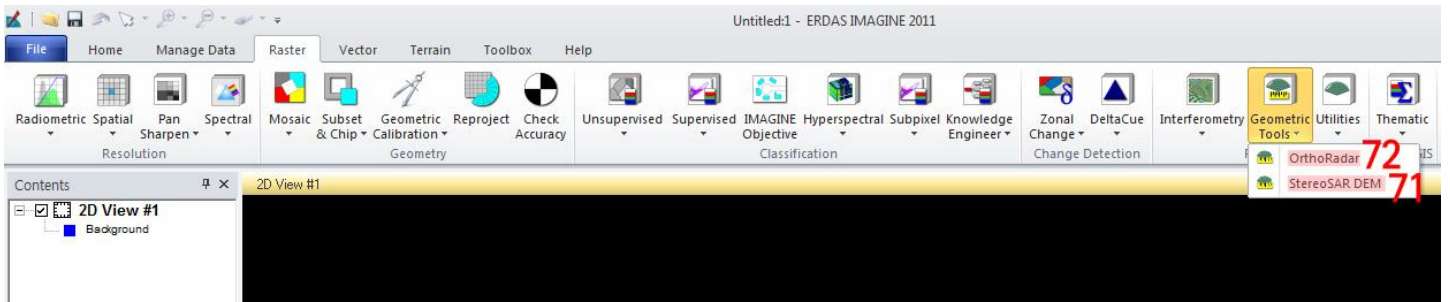 Untitled:1 - ERDAS IMAGINE 2011
File Home Manage Data Raster Vector Terrain Toolbox Help
Radiometric Spatial Pan Sharpen Spectral Mosaic Subset & Chip Geometric Calibration Reproject Check Accuracy Unsupervised Supervised IMAGINE Objective Hyperspectral Subpixel Knowledge Engineer Zonal Change DeltaCue Interferometry Geometric Tools Utilities Thematic
Resolution Geometry Classification Change Detection
OrthoRadar 72
StereoSAR DEM 71
Contents 2D View #1
2D View #1
Background